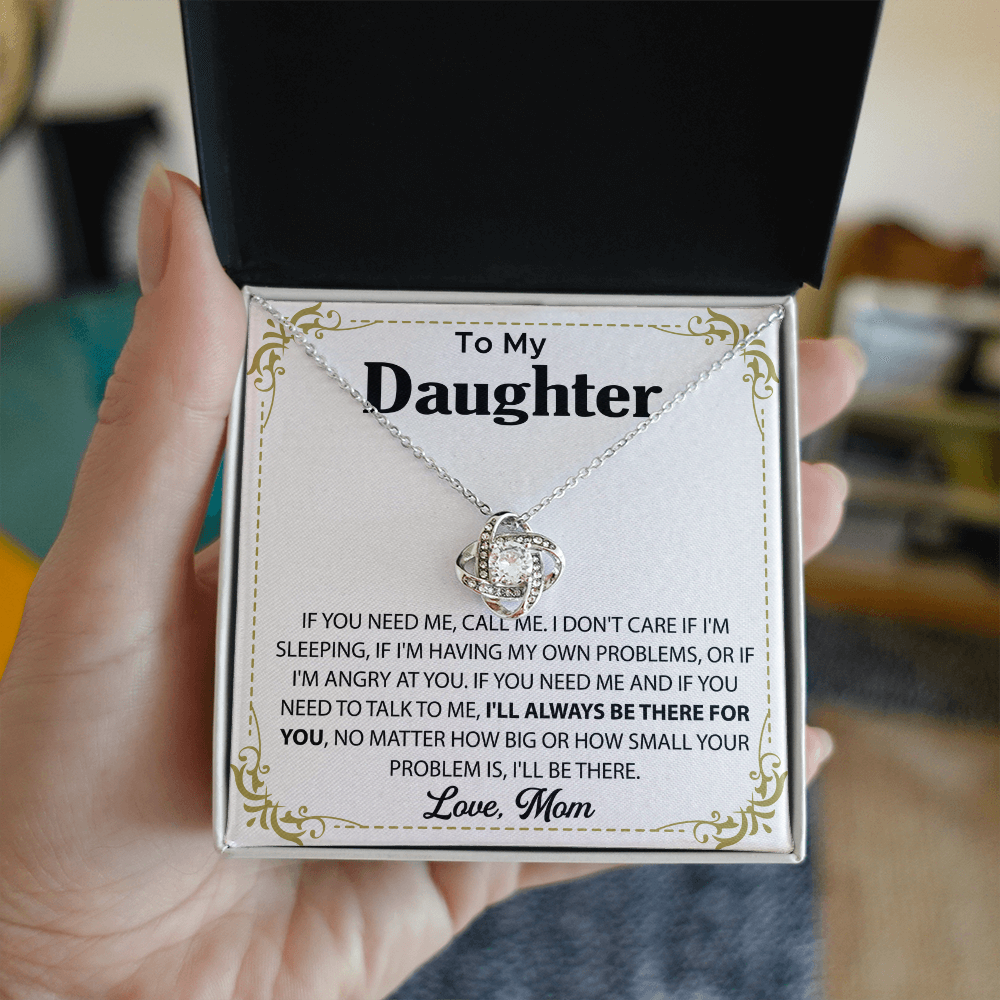 To My
Daughter
IF YOU NEED ME, CALL ME. I DON'T CARE IF I'M
SLEEPING, IF I'M HAVING MY OWN PROBLEMS, OR IF
I'M ANGRY AT YOU. IF YOU NEED ME AND IF YOU
NEED TO TALK TO ME, I'LL ALWAYS BE THERE FOR
YOU, NO MATTER HOW BIG OR HOW SMALL YOUR
PROBLEM IS, I'LL BE THERE.
Love, Mom